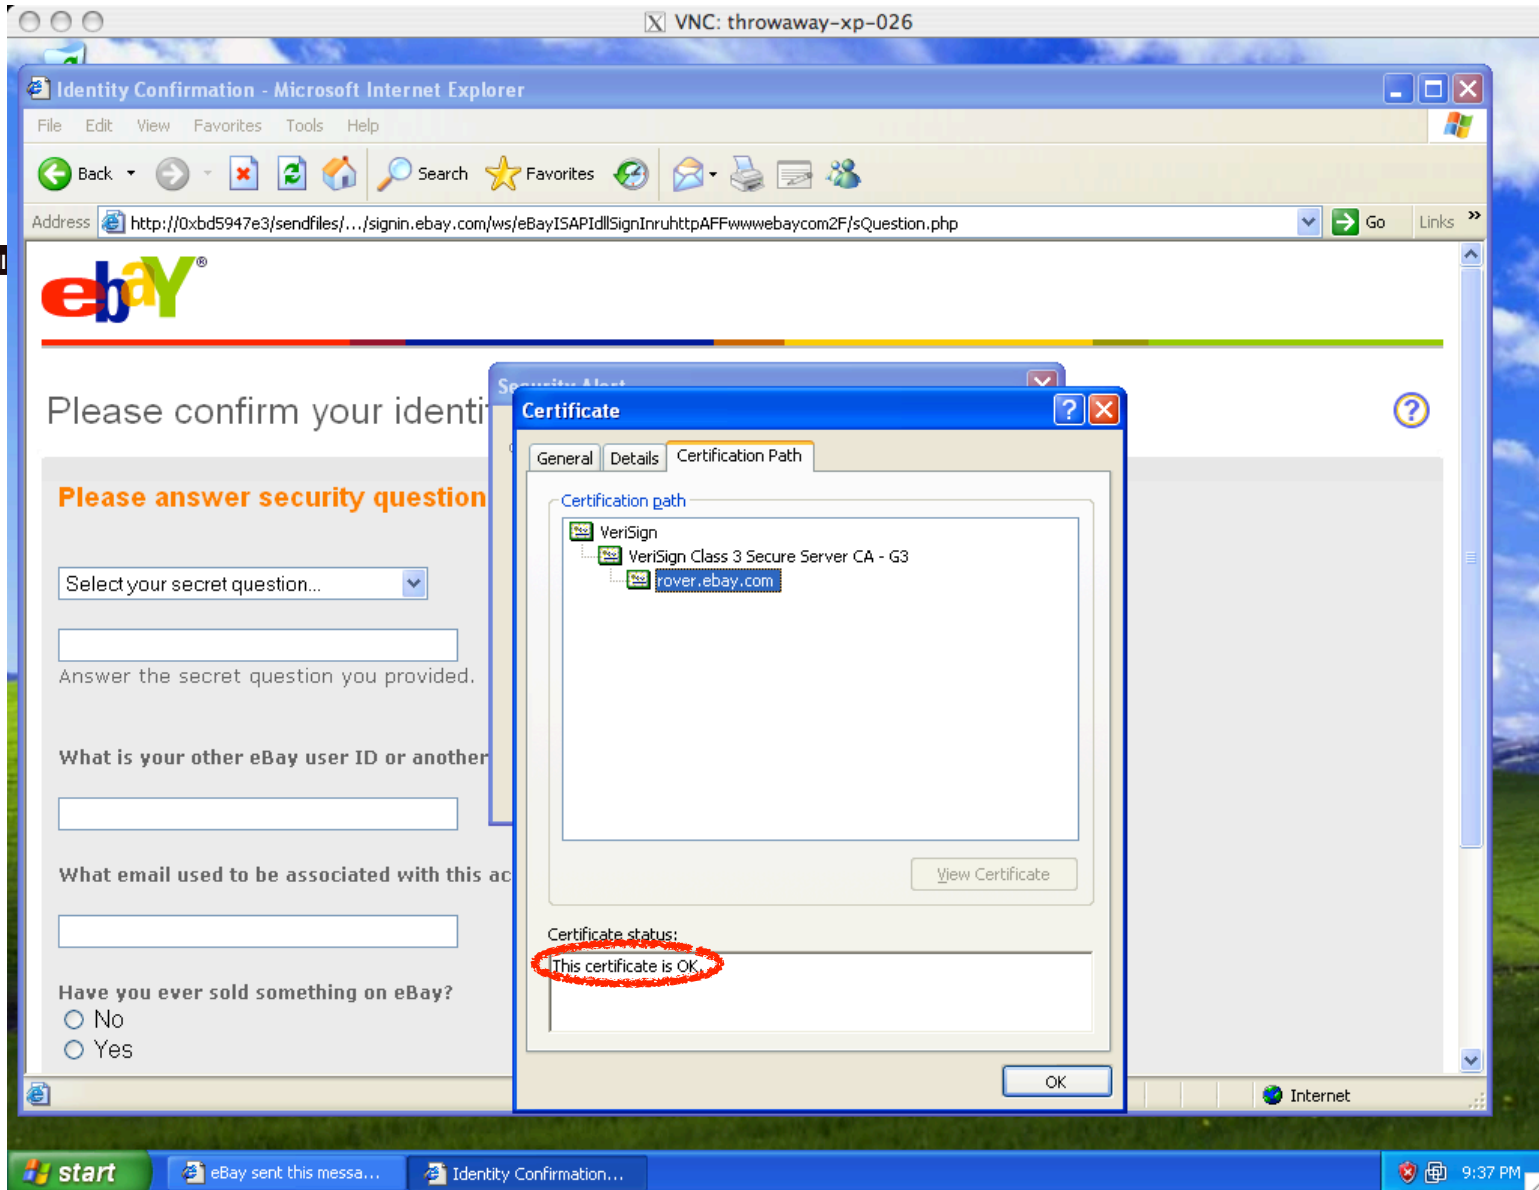 VNC: throwaway-xp-026
Identity Confirmation - Microsoft Internet Explorer
File Edit View Favorites Tools Help
Back Search Favorites
Address http://0xbd5947e3/sendfiles/.../signin.ebay.com/ws/eBayISAPIdllSignInruhttpAFFwwwebaycom2F/sQuestion.php Go Links »
ebaY®
Security Alert
Please confirm your identi
Certificate
General Details Certification Path
Please answer security question
Certification path
VeriSign
VeriSign Class 3 Secure Server CA - G3
rover.ebay.com
Select your secret question...
Answer the secret question you provided.
What is your other eBay user ID or another
What email used to be associated with this ac
View Certificate
Certificate status:
This certificate is OK.
Have you ever sold something on eBay?
No
Yes
OK
Internet
start eBay sent this messa... Identity Confirmation... 9:37 PM